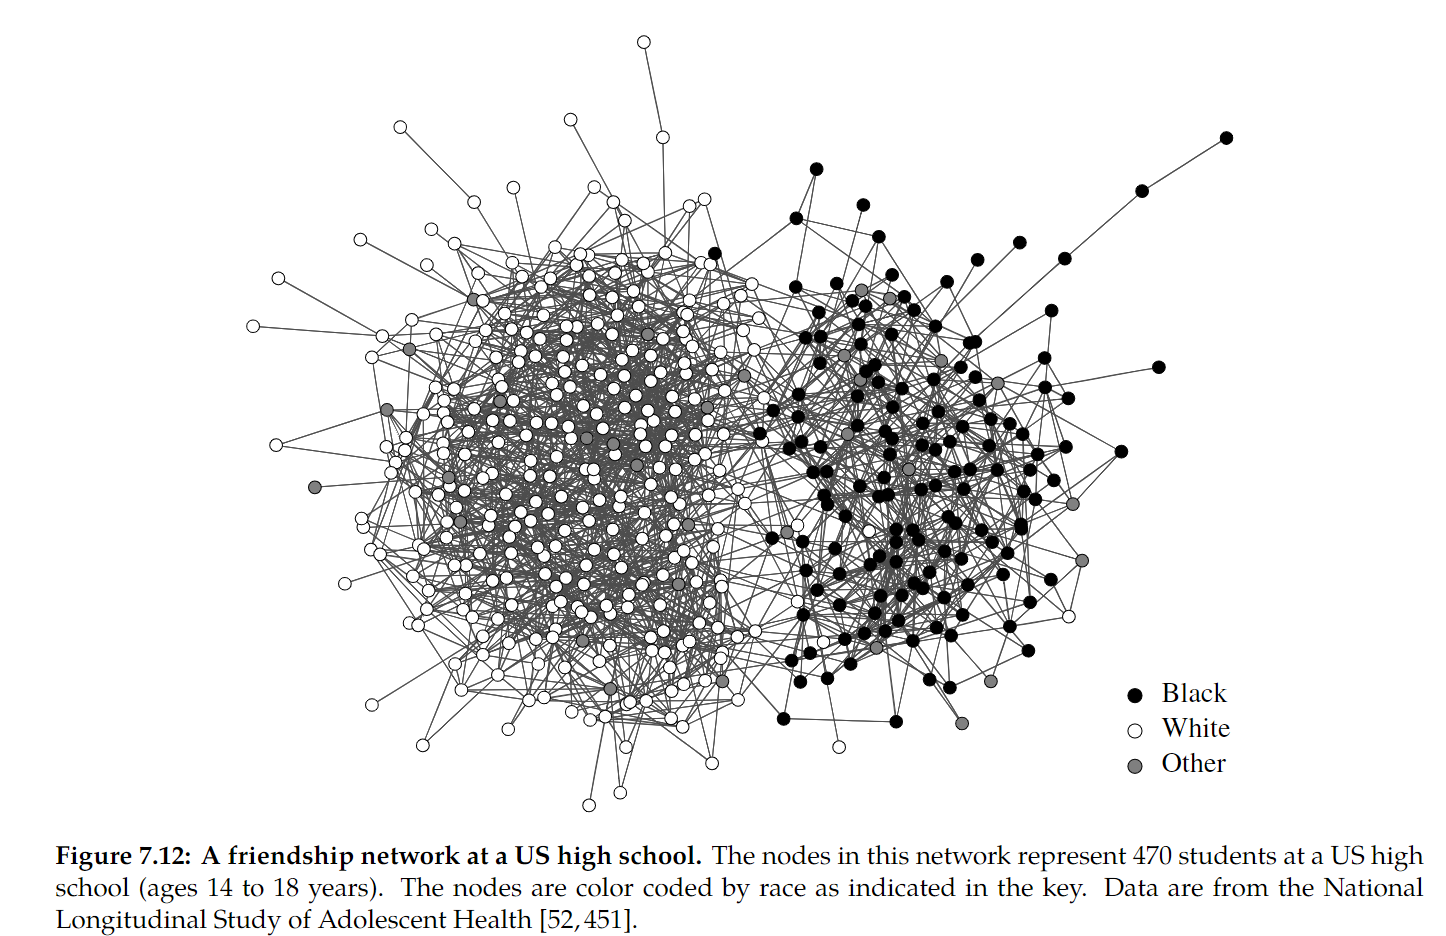 Black
White
Other
Figure 7.12: A friendship network at a US high school. The nodes in this network represent 470 students at a US high
school (ages 14 to 18 years). The nodes are color coded by race as indicated in the key. Data are from the National
Longitudinal Study of Adolescent Health [52, 451].